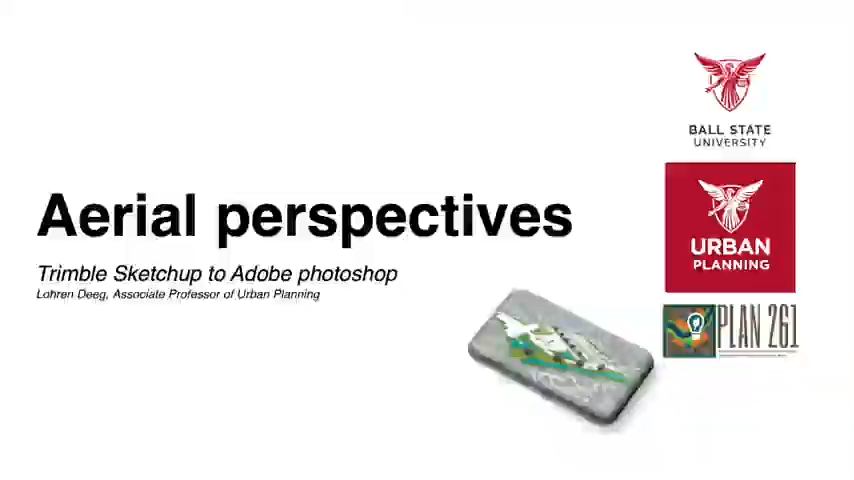 BALL STATE
UNIVERSITY
Aerial perspectives
Trimble Sketchup to Adobe photoshop
Lohren Deeg, Associate Professor of Urban Planning
URBAN
PLANNING
PLAN 261